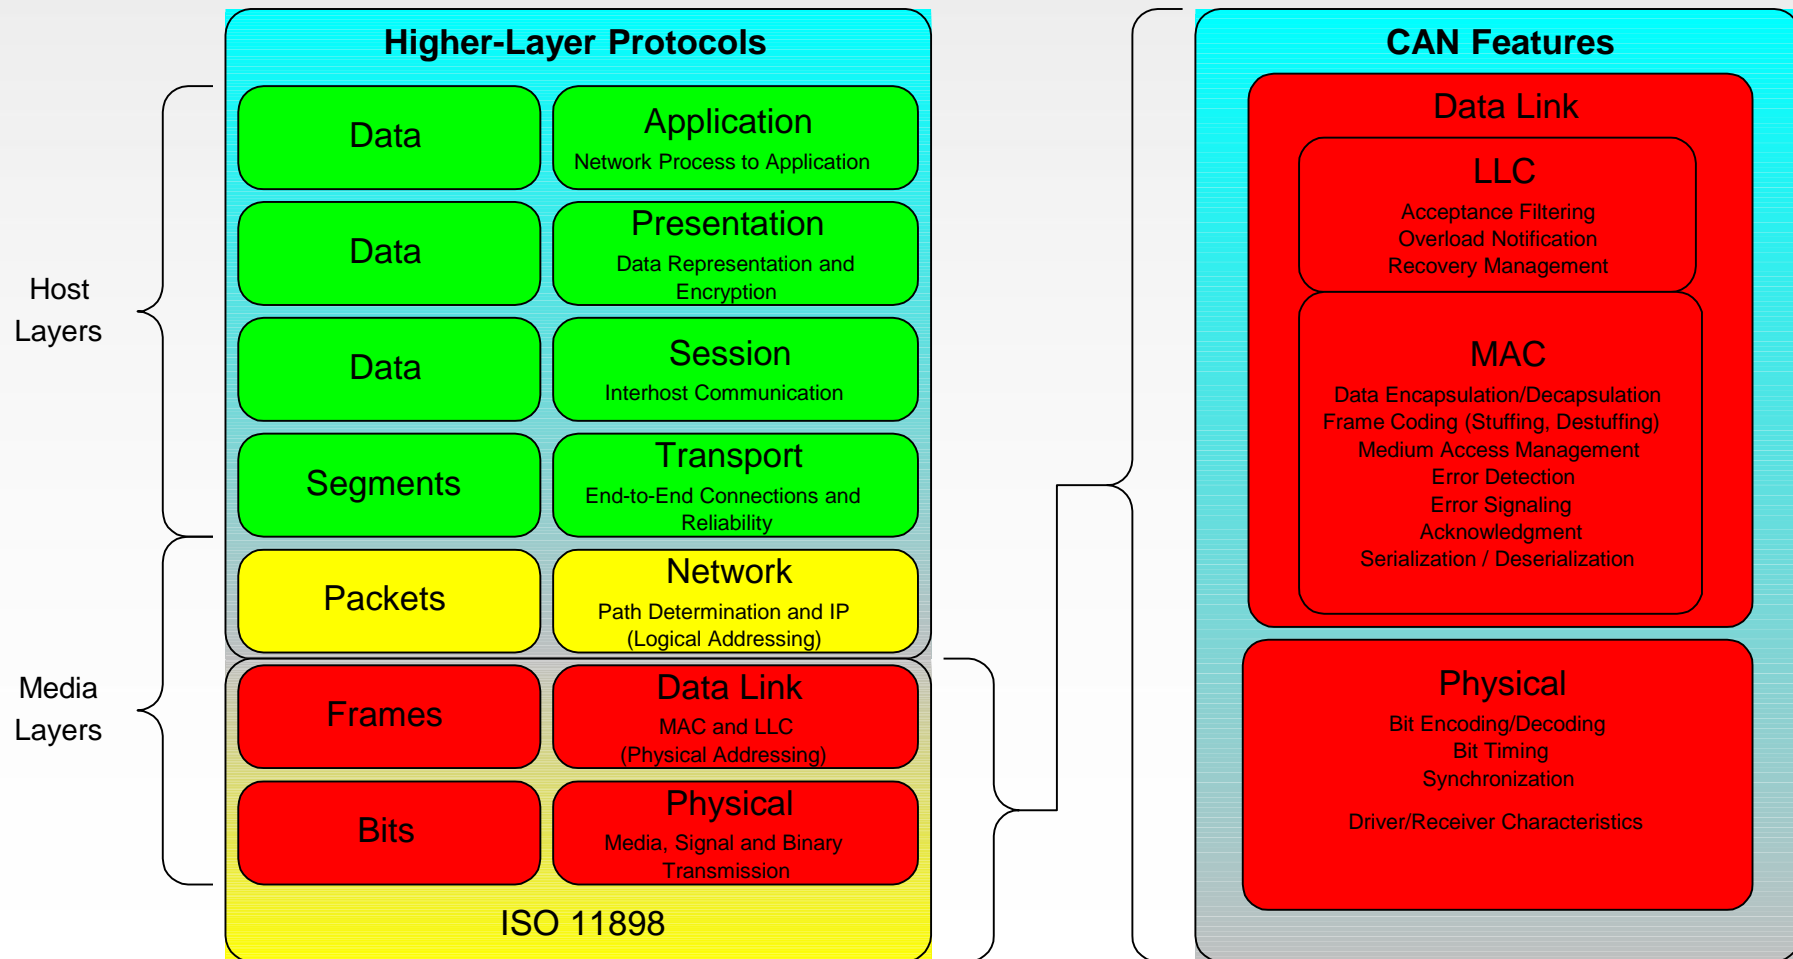 Higher-Layer Protocols
Host
Layers
Data
Application
Network Process to Application
Data
Presentation
Data Representation and
Encryption
Data
Session
Interhost Communication
Segments
Transport
End-to-End Connections and
Reliability
Media
Layers
Packets
Network
Path Determination and IP
(Logical Addressing)
Frames
Data Link
MAC and LLC
(Physical Addressing)
Bits
Physical
Media, Signal and Binary
Transmission
ISO 11898
CAN Features
Data Link
LLC
Acceptance Filtering
Overload Notification
Recovery Management
MAC
Data Encapsulation/Decapsulation
Frame Coding (Stuffing, Destuffing)
Medium Access Management
Error Detection
Error Signaling
Acknowledgment
Serialization / Deserialization
Physical
Bit Encoding/Decoding
Bit Timing
Synchronization
Driver/Receiver Characteristics